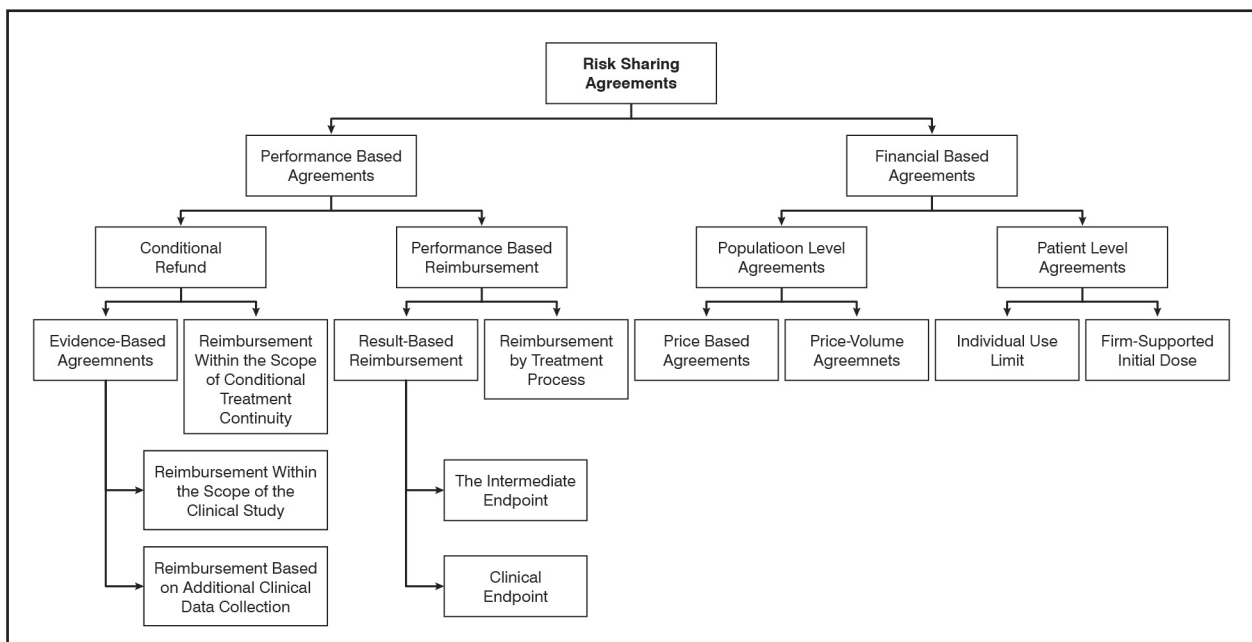 Risk Sharing
Agreements
Performance Based
Agreements
Financial Based
Agreements
Conditional
Refund
Performance Based
Reimbursement
Populatioon Level
Agreements
Patient Level
Agreements
Evidence-Based
Agreemnents
Reimbursement
Within the Scope
of Conditional
Treatment
Continuity
Result-Based
Reimbursement
Reimbursement
by Treatment
Process
Price Based
Agreements
Price-Volume
Agreemnets
Individual Use
Limit
Firm-Supported
Initial Dose
Reimbursement Within
the Scope of the
Clinical Study
The Intermediate
Endpoint
Reimbursement Based
on Additional Clinical
Data Collection
Clinical
Endpoint